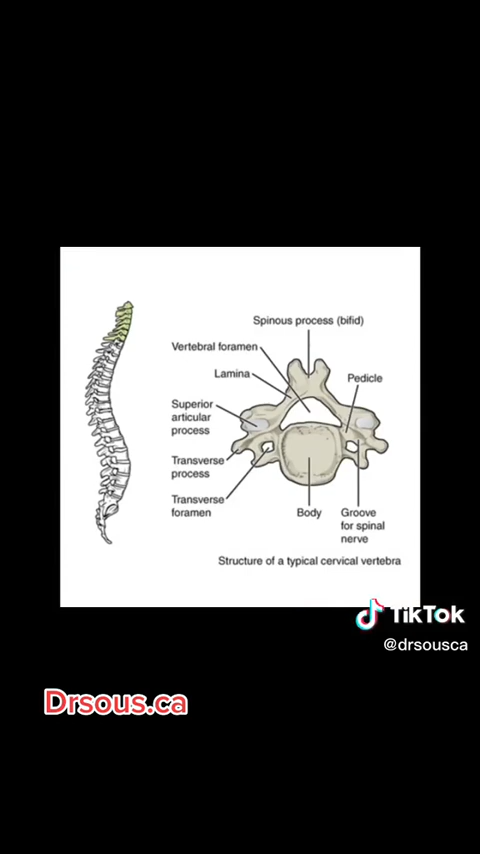 Spinous process (bifid)
Vertebral foramen
Lamina
Pedicle
Superior
articular
process
Transverse
process
Transverse
foramen
Body
Groove
for spinal
nerve
Structure of a typical cervical vertebra
TikTok
@drsousca
Drsous.ca